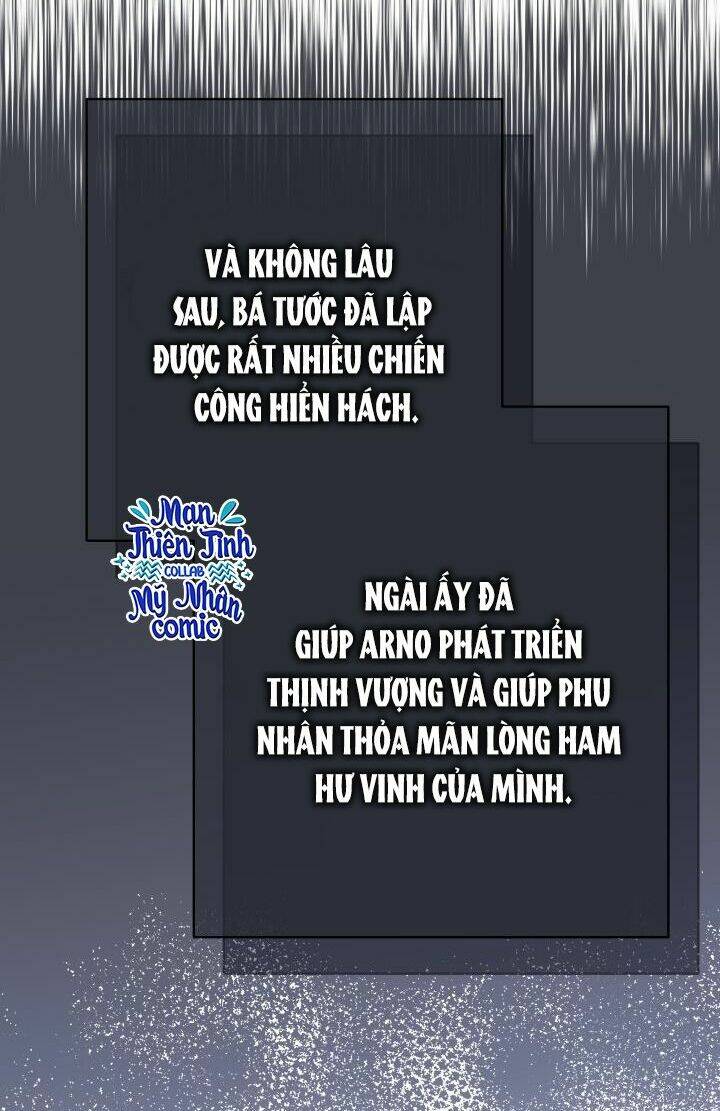 VÀ KHÔNG LÂU
SAU, BÁ TƯỚC ĐÃ LẬP
ĐƯỢC RẤT NHIỀU CHIẾN
CÔNG HIỂN HÁCH.
Mạn
Thiên Tinh
COLLAB
Mỹ Nhân
comic
NGÀI ẤY ĐÃ
GIÚP ARNO PHÁT TRIỂN
THỊNH VƯỢNG VÀ GIÚP PHU
NHÂN THỎA MÃN LÒNG HAM
HƯ VINH CỦA MÌNH.